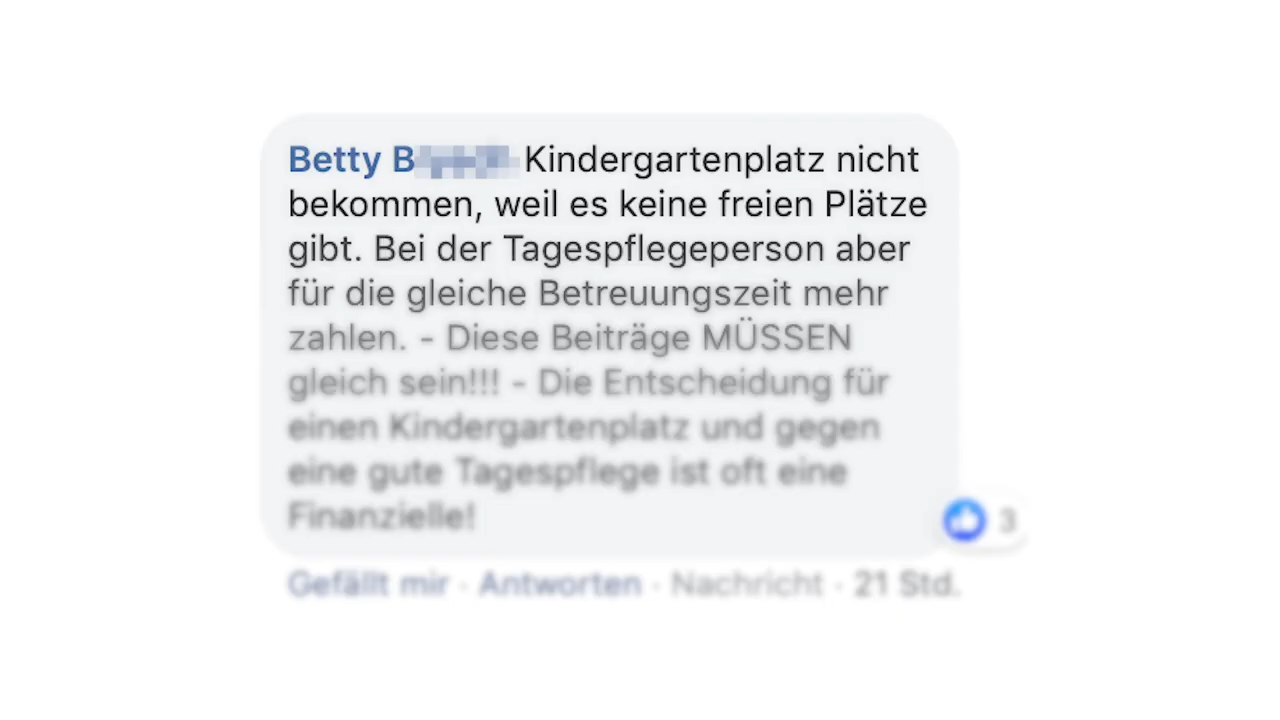 Betty B Kindergartenplatz nicht
bekommen, weil es keine freien Plätze
gibt. Bei der Tagespflegeperson aber
für die gleiche Betreuungszeit mehr
zahlen. - Diese Beiträge MÜSSEN
gleich sein!!! - Die Entscheidung für
einen Kindergartenplatz und gegen
eine gute Tagespflege ist oft eine
Finanzielle!
3
Gefällt mir · Antworten · Nachricht · 21 Std.